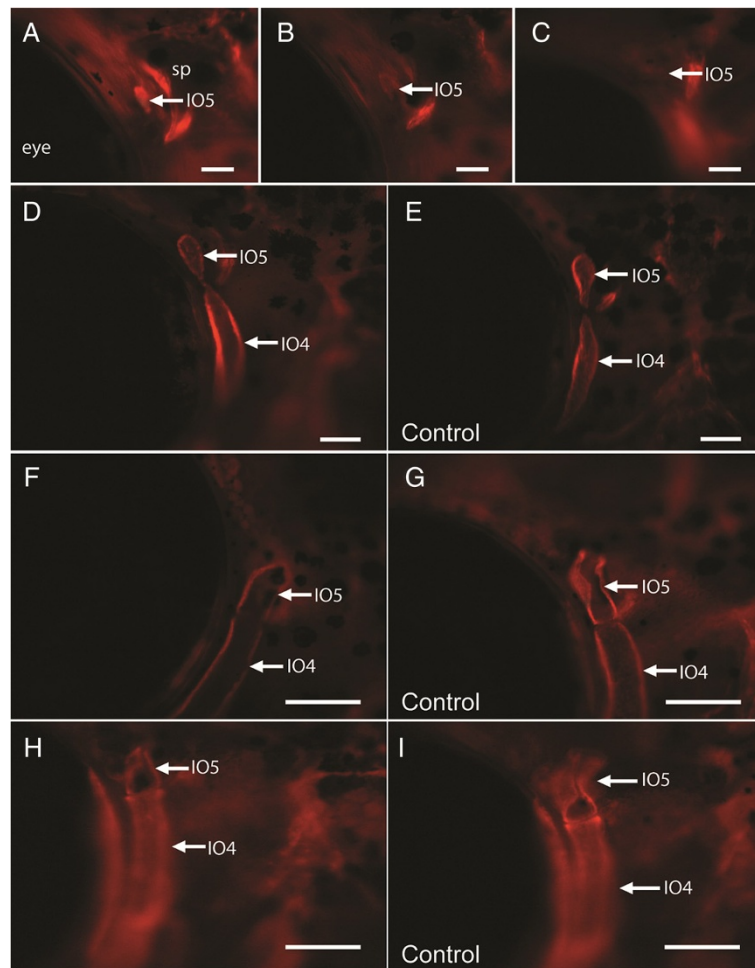 A
sp
IO5
eye
B
IO5
C
IO5
D
IO5
IO4
E
IO5
IO4
Control
F
IO5
IO4
G
IO5
IO4
Control
H
IO5
IO4
I
IO5
IO4
Control